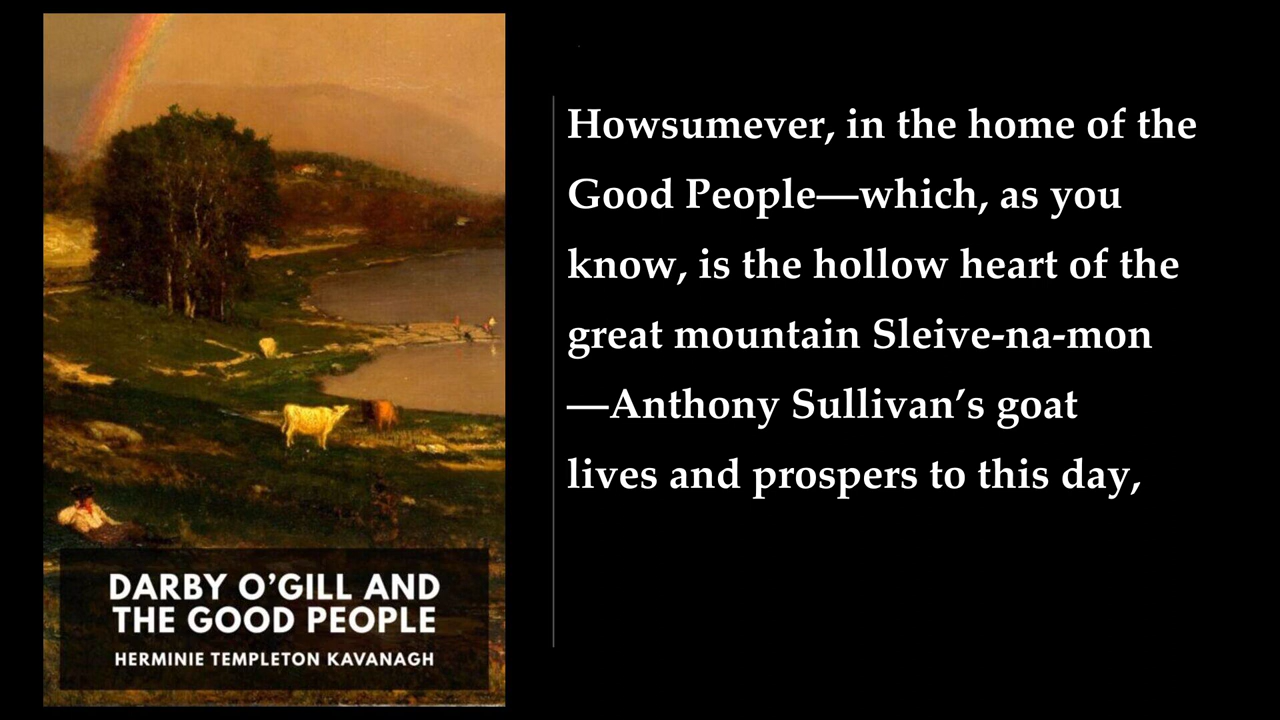 Howsumever, in the home of the
Good People—which, as you
know, is the hollow heart of the
great mountain Sleive-na-mon
—Anthony Sullivan’s goat
lives and prospers to this day,
DARBY O’GILL AND
THE GOOD PEOPLE
HERMINIE TEMPLETON KAVANAGH